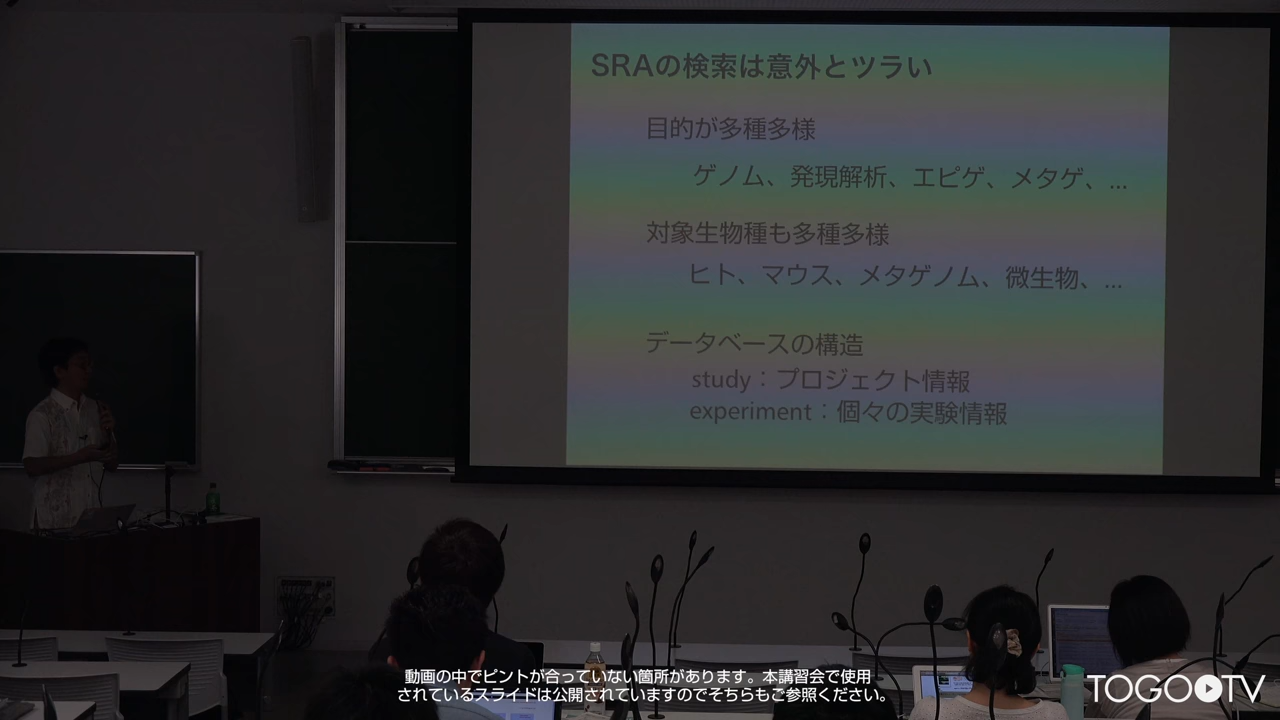 SRAの検索は意外とツラい
目的が多種多様
ゲノム、発現解析、エピゲ、メタゲ、...
対象生物種も多種多様
ヒト、マウス、メタゲノム、微生物、...
データベースの構造
study：プロジェクト情報
experiment：個々の実験情報
動画の中でピントが合っていない箇所があります。本講習会で使用
されているスライドは公開されていますのでそちらもご参照ください。
TOGO TV